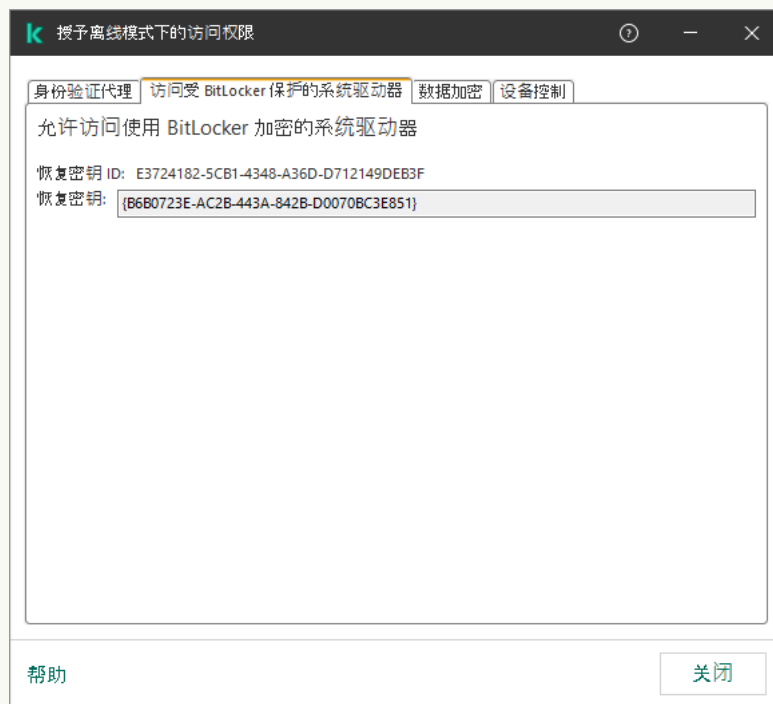 授予离线模式下的访问权限
身份验证代理 访问受 BitLocker 保护的系统驱动器 数据加密 设备控制
允许访问使用 BitLocker 加密的系统驱动器
恢复密钥 ID: E3724182-5CB1-4348-A36D-D712149DEB3F
恢复密钥: {B6B0723E-AC2B-443A-842B-D0070BC3E851}
帮助 关闭